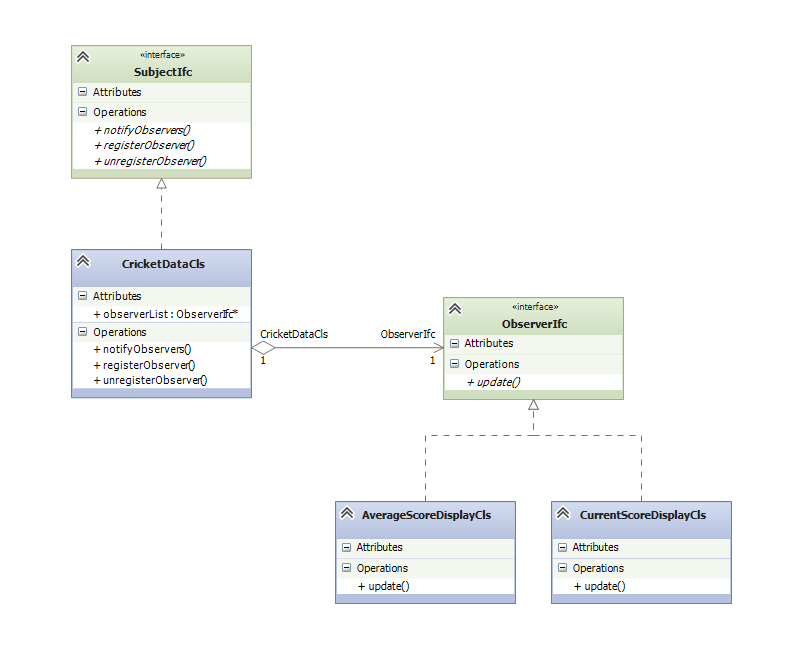 «interface»
SubjectIfc
Attributes
Operations
+ notifyObservers()
+ registerObserver()
+ unregisterObserver()
CricketDataCls
Attributes
+ observerList : ObserverIfc*
Operations
+ notifyObservers()
+ registerObserver()
+ unregisterObserver()
CricketDataCls
1
ObserverIfc
1
«interface»
ObserverIfc
Attributes
Operations
+ update()
AverageScoreDisplayCls
Attributes
Operations
+ update()
CurrentScoreDisplayCls
Attributes
Operations
+ update()